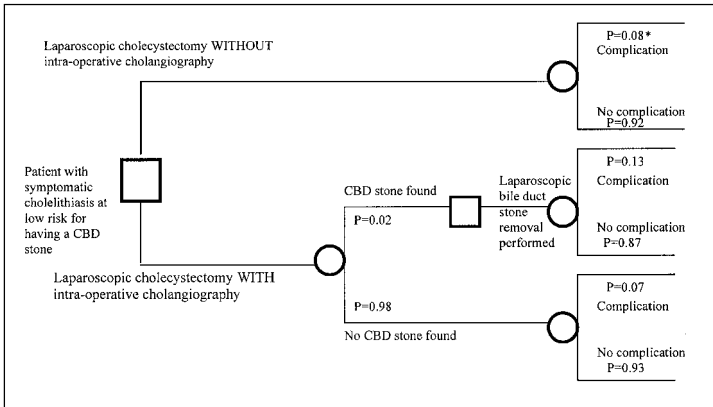 Laparoscopic cholecystectomy WITHOUT
intra-operative cholangiography
P=0.08*
Complication
No complication
P=0.92
Patient with
symptomatic
cholelithiasis at
low risk for
having a CBD
stone
Laparoscopic cholecystectomy WITH
intra-operative cholangiography
CBD stone found
P=0.02
Laparoscopic
bile duct
stone
removal
performed
P=0.13
Complication
No complication
P=0.87
P=0.98
No CBD stone found
P=0.07
Complication
No complication
P=0.93